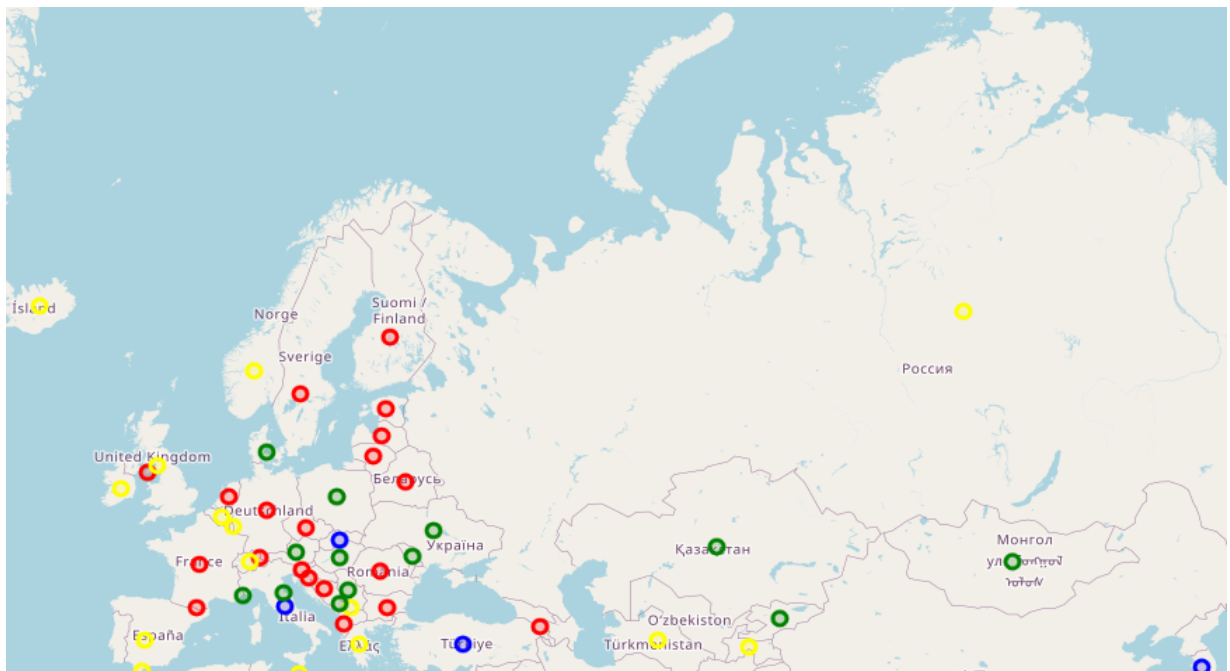 Ísland
Norge
Suomi /
Finland
Sverige
Россия
United Kingdom
Беларусь
Deutschland
Україна
Қазақстан
Монгол
France
România
Italia
O'zbekiston
España
Ελλάς
Türkiye
Türkmenistan